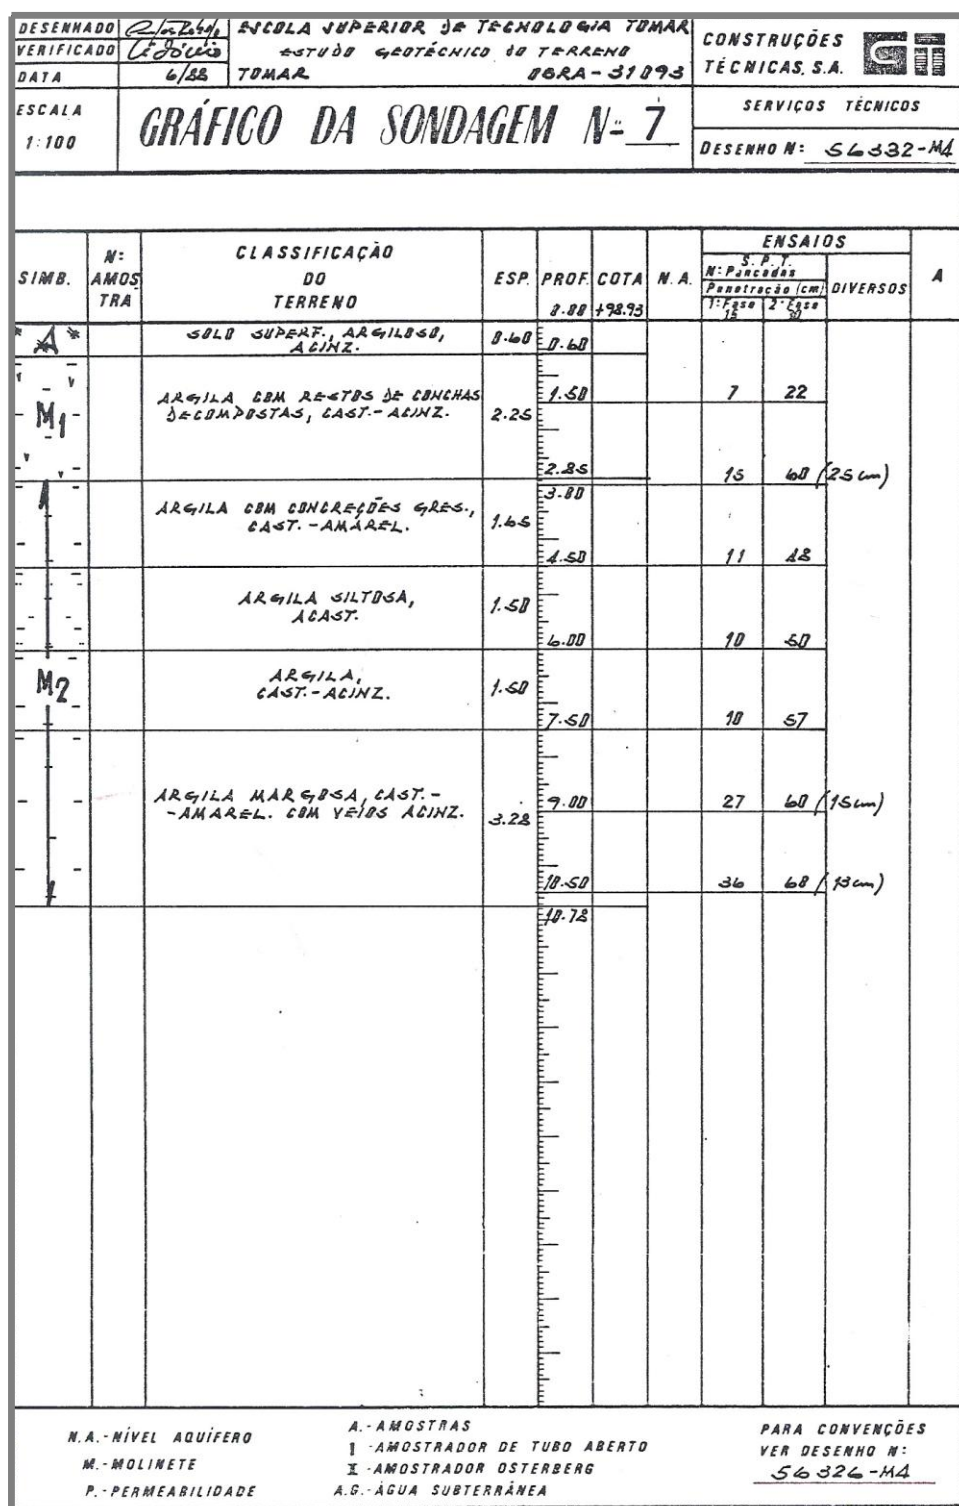 DESENHADO
VERIFICADO
DATA 6/88
ESCOLA SUPERIOR DE TECNOLOGIA TOMAR
ESTUDO GEOTÉCNICO DO TERRENO
TOMAR OBRA-31093
CONSTRUÇÕES
TÉCNICAS, S.A.
ESCALA
1:100
GRÁFICO DA SONDAGEM Nº 7
SERVIÇOS TÉCNICOS
DESENHO Nº: 56332-MA
SIMB.
Nº AMOSTRA
CLASSIFICAÇÃO
DO
TERRENO
ESP.
PROF. 0.00
COTA +98.93
N.A.
ENSAIOS
S.P.T.
Nº Pancadas
Penetração (cm)
1ª Fase 15
2ª Fase 30
DIVERSOS
A
A SOLO SUPERF., ARGILOSO, 0.60 0.60
ACINZ.
ARGILA COM RESTOS DE CONCHAS 1.50 7 22
M1 DECOMPOSTAS, CAST.-ACINZ. 2.25
2.85 15 60 (25 cm)
3.00
ARGILA COM CONCREÇÕES GRES., 1.65
CAST.-AMAREL.
4.50 11 48
ARGILA SILTOSA, 1.50
ACAST.
6.00 10 50
M2 ARGILA, 1.50
CAST.-ACINZ.
7.50 10 57
ARGILA MARGOSA, CAST.- 9.00 27 60 (15cm)
-AMAREL. COM VEIOS ACINZ. 3.28
10.50 36 68 (13cm)
10.78
N.A.-NÍVEL AQUÍFERO
M.-MOLINETE
P.-PERMEABILIDADE
A.-AMOSTRAS
I -AMOSTRADOR DE TUBO ABERTO
I -AMOSTRADOR OSTERBERG
A.G.-ÁGUA SUBTERRÂNEA
PARA CONVENÇÕES
VER DESENHO Nº:
56326-MA